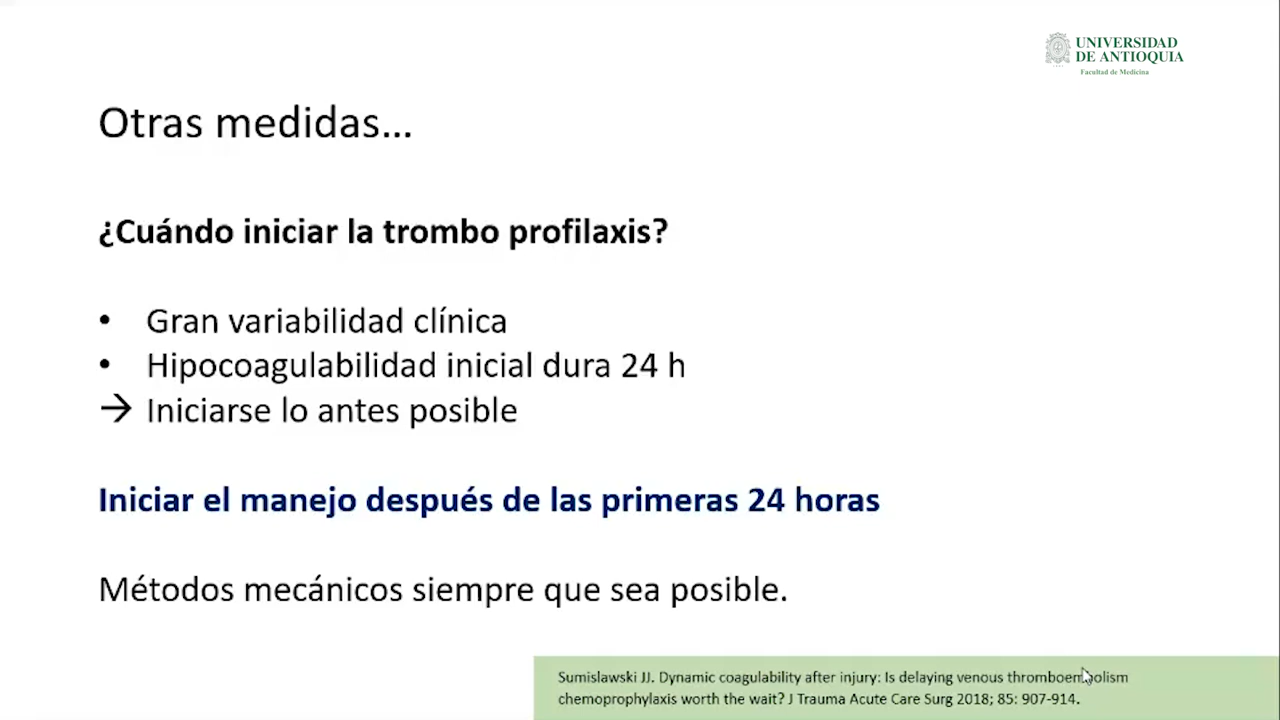 UNIVERSIDAD
DE ANTIOQUIA
Facultad de Medicina
Otras medidas...
¿Cuándo iniciar la trombo profilaxis?
• Gran variabilidad clínica
• Hipocoagulabilidad inicial dura 24 h
→ Iniciarse lo antes posible
Iniciar el manejo después de las primeras 24 horas
Métodos mecánicos siempre que sea posible.
Sumislawski JJ. Dynamic coagulability after injury: Is delaying venous thromboembolism
chemoprophylaxis worth the wait? J Trauma Acute Care Surg 2018; 85: 907-914.